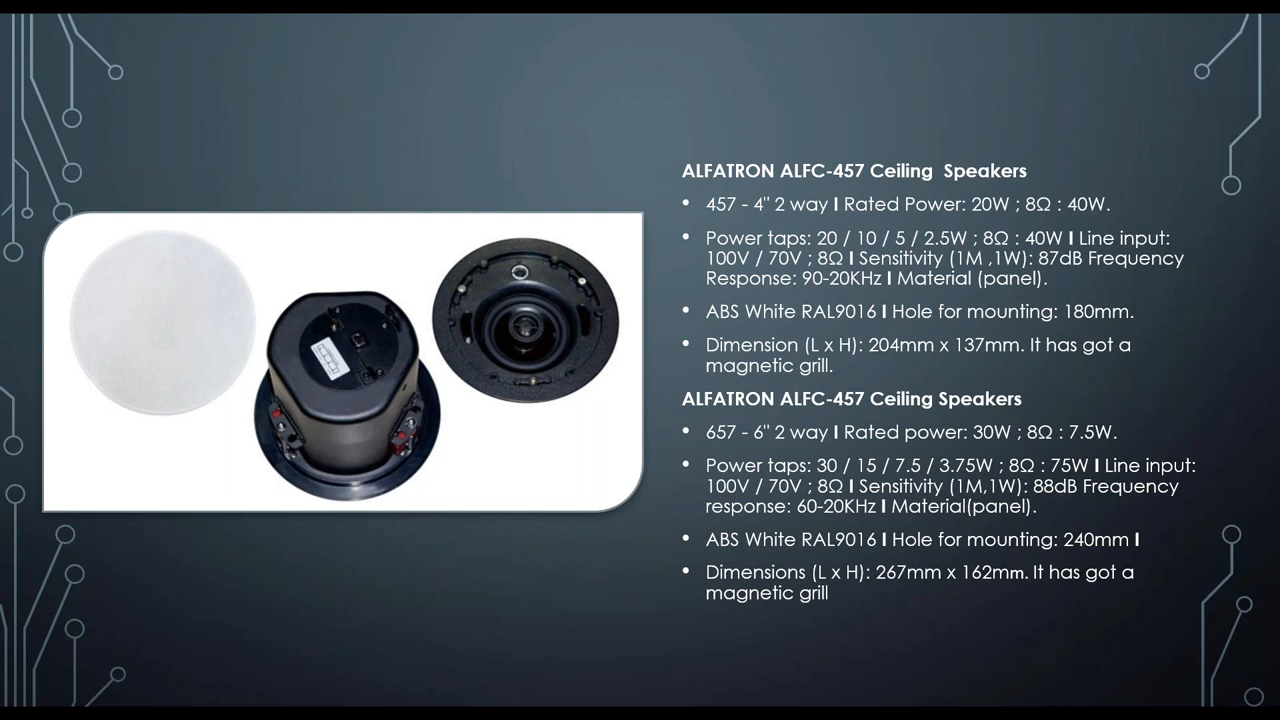 ALFATRON ALFC-457 Ceiling  Speakers
• 457 - 4" 2 way I Rated Power: 20W ; 8Ω : 40W.
• Power taps: 20 / 10 / 5 / 2.5W ; 8Ω : 40W I Line input:
100V / 70V ; 8Ω I Sensitivity (1M ,1W): 87dB Frequency
Response: 90-20KHz I Material (panel).
• ABS White RAL9016 I Hole for mounting: 180mm.
• Dimension (L x H): 204mm x 137mm. It has got a
magnetic grill.
ALFATRON ALFC-457 Ceiling Speakers
• 657 - 6" 2 way I Rated power: 30W ; 8Ω : 7.5W.
• Power taps: 30 / 15 / 7.5 / 3.75W ; 8Ω : 75W I Line input:
100V / 70V ; 8Ω I Sensitivity (1M,1W): 88dB Frequency
response: 60-20KHz I Material(panel).
• ABS White RAL9016 I Hole for mounting: 240mm I
• Dimensions (L x H): 267mm x 162mm. It has got a
magnetic grill